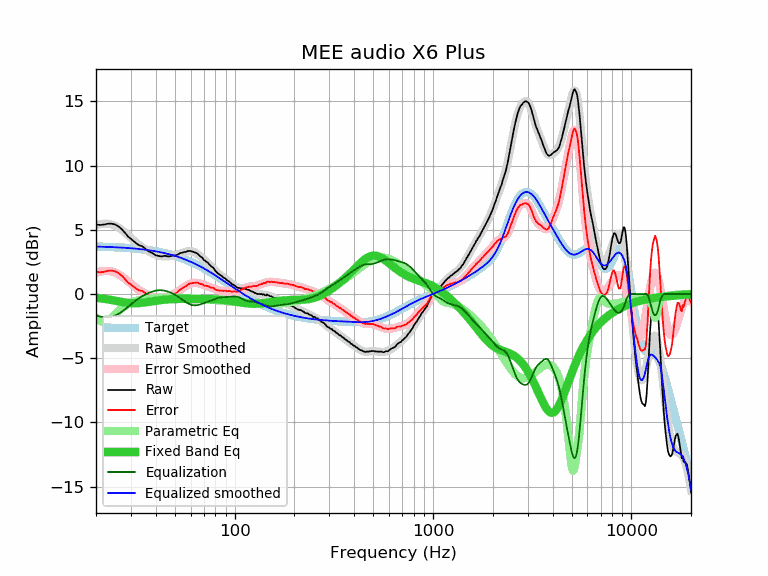 MEE audio X6 Plus
Amplitude (dBr)
15
10
5
0
−5
−10
−15
Target
Raw Smoothed
Error Smoothed
Raw
Error
Parametric Eq
Fixed Band Eq
Equalization
Equalized smoothed
100
1000
10000
Frequency (Hz)